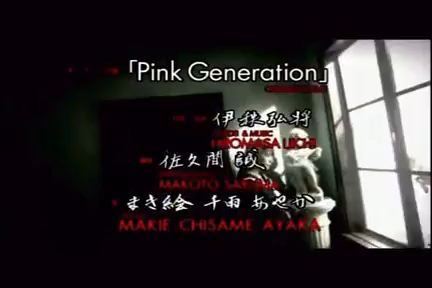 「Pink Generation」
伊鉄弘将
& MUSIC
HIROMASA IJICHI
佐久間 誠
MAKOTO SAKUMA
まき絵 千雨 あやか
MAKIE CHISAME AYAKA